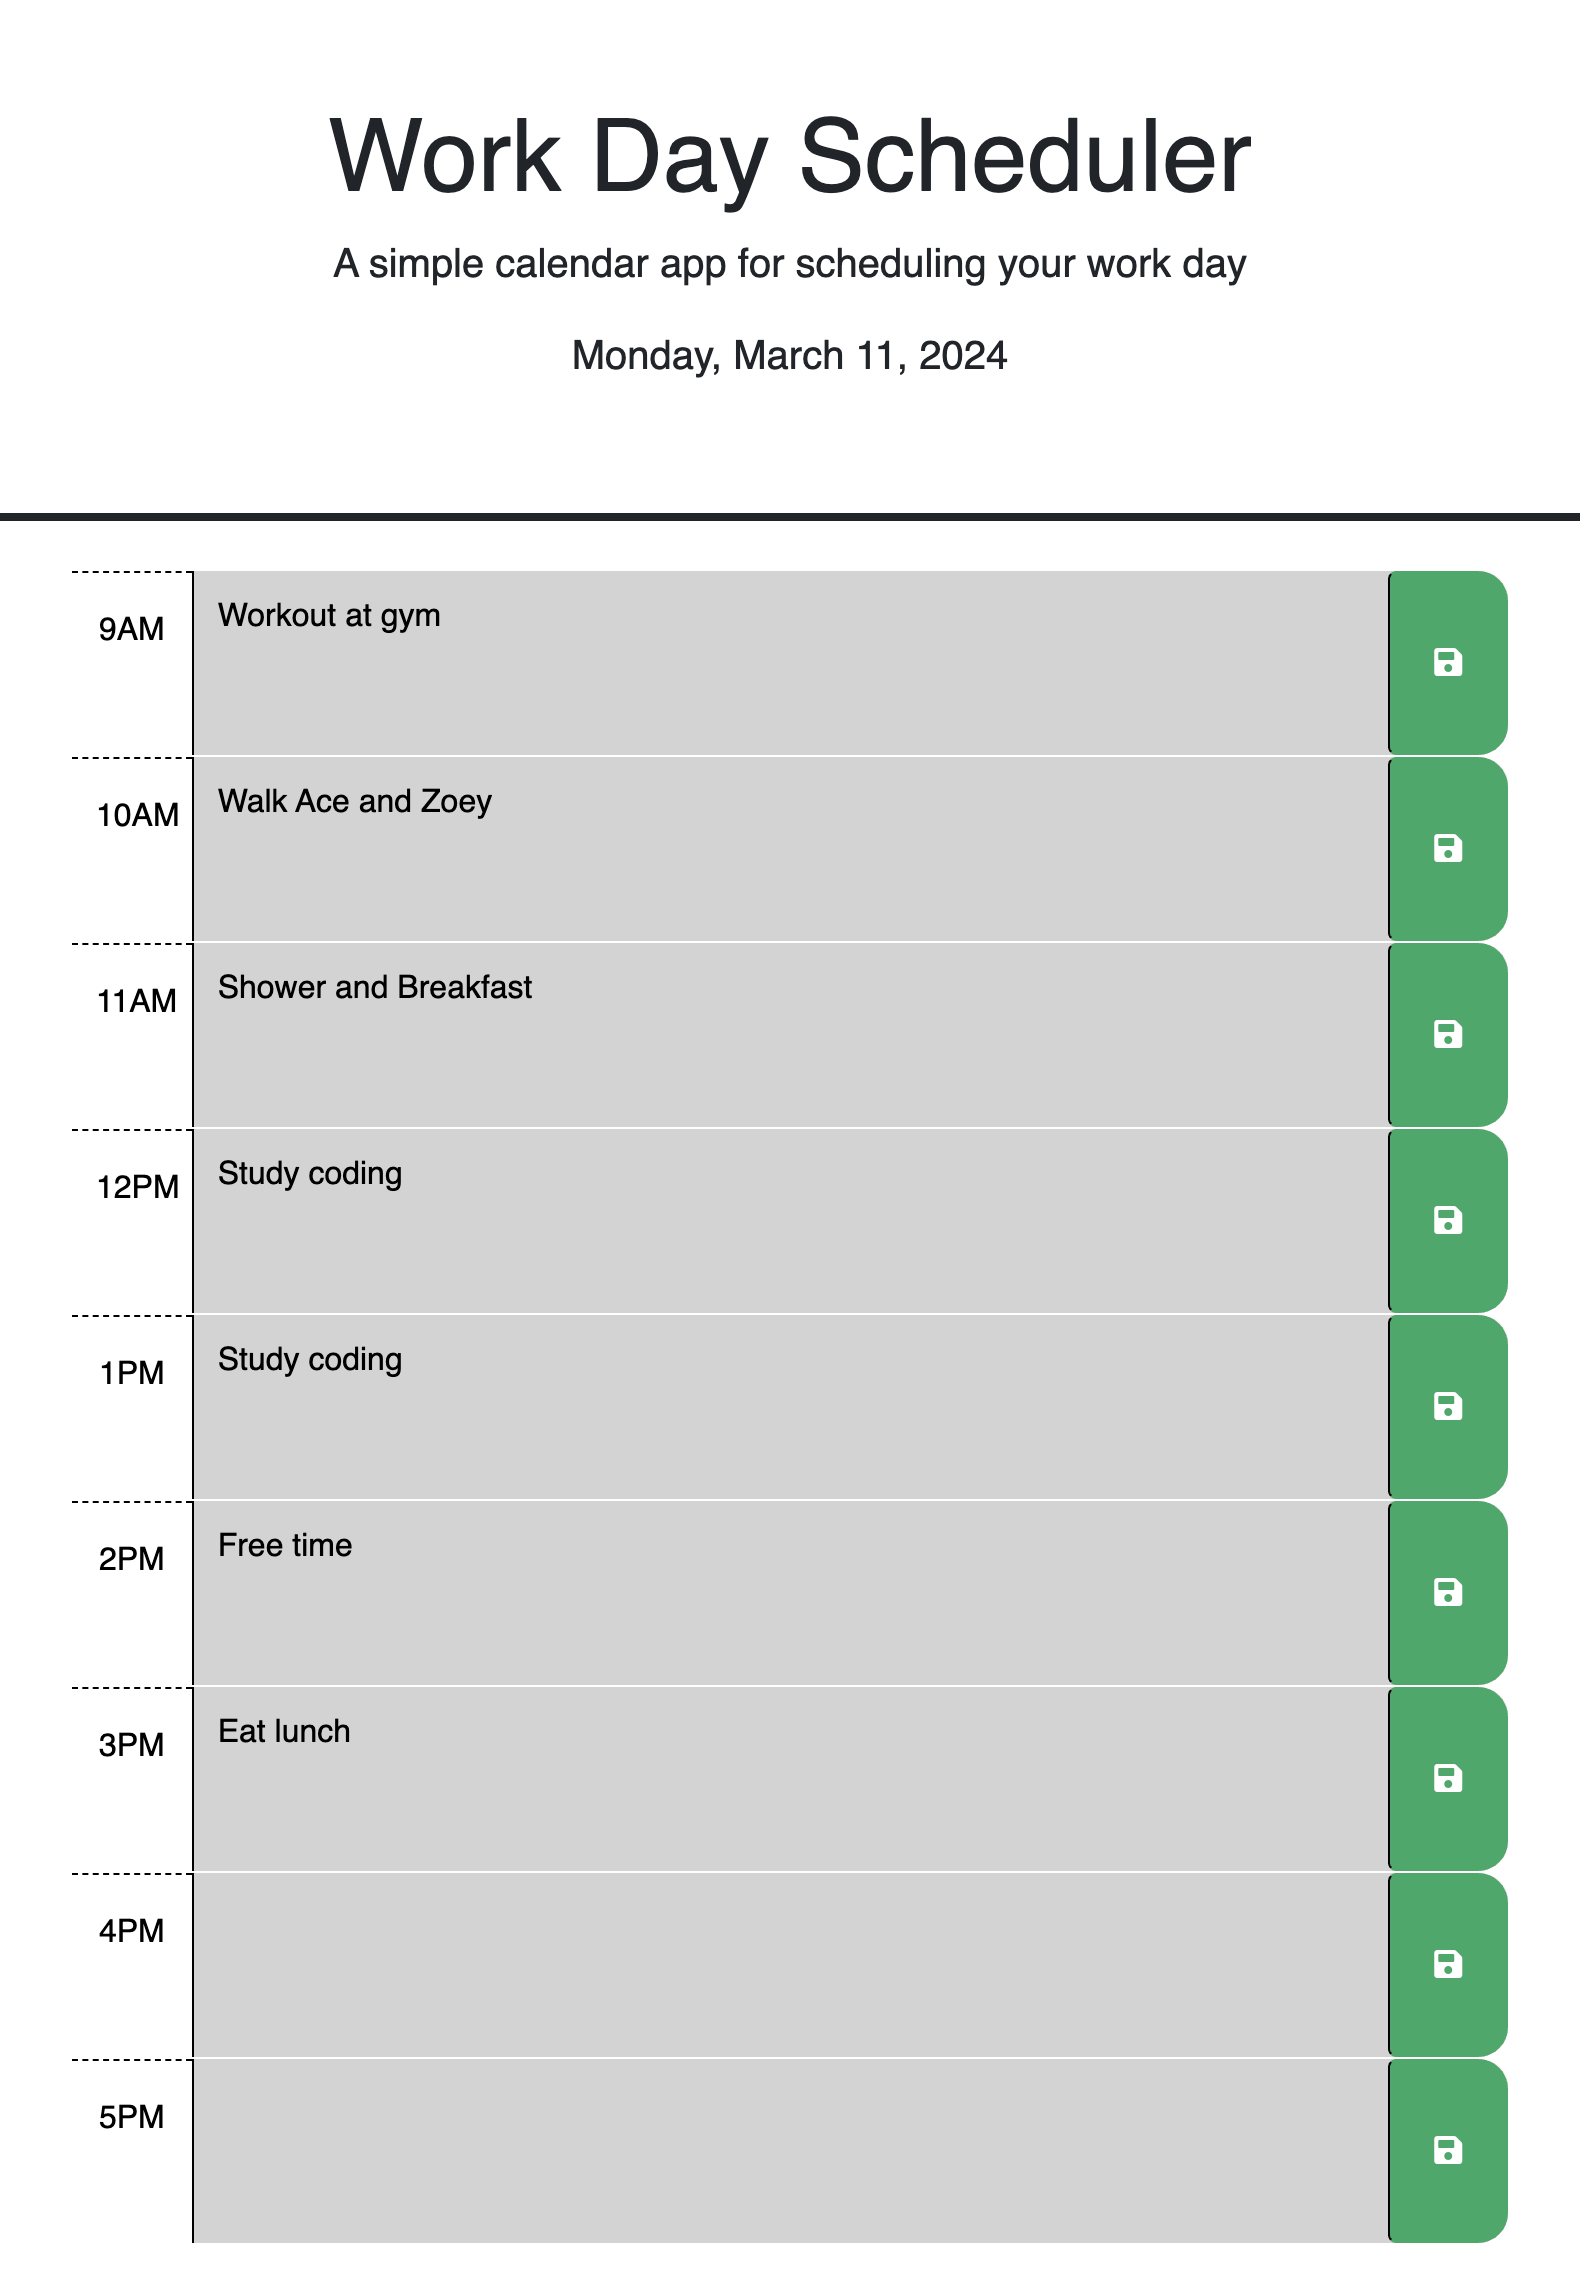 Work Day Scheduler
A simple calendar app for scheduling your work day
Monday, March 11, 2024
9AM
Workout at gym
10AM
Walk Ace and Zoey
11AM
Shower and Breakfast
12PM
Study coding
1PM
Study coding
2PM
Free time
3PM
Eat lunch
4PM
5PM